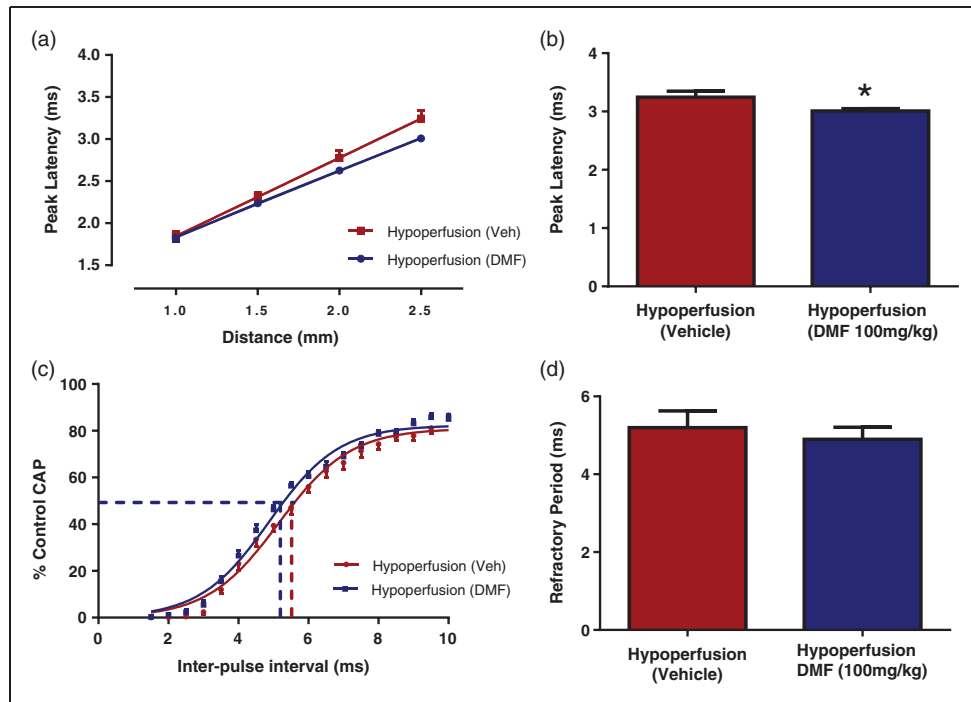 (a)
4.0
3.5
3.0
2.5
2.0
1.5
Peak Latency (ms)
Hypoperfusion (Veh)
Hypoperfusion (DMF)
1.0 1.5 2.0 2.5
Distance (mm)
(b)
4
3
2
1
0
Peak Latency (ms)
*
Hypoperfusion
(Vehicle)
Hypoperfusion
(DMF 100mg/kg)
(c)
100
80
60
40
20
0
% Control CAP
Hypoperfusion (Veh)
Hypoperfusion (DMF)
0 2 4 6 8 10
Inter-pulse interval (ms)
(d)
6
4
2
0
Refractory Period (ms)
Hypoperfusion
(Vehicle)
Hypoperfusion
DMF (100mg/kg)